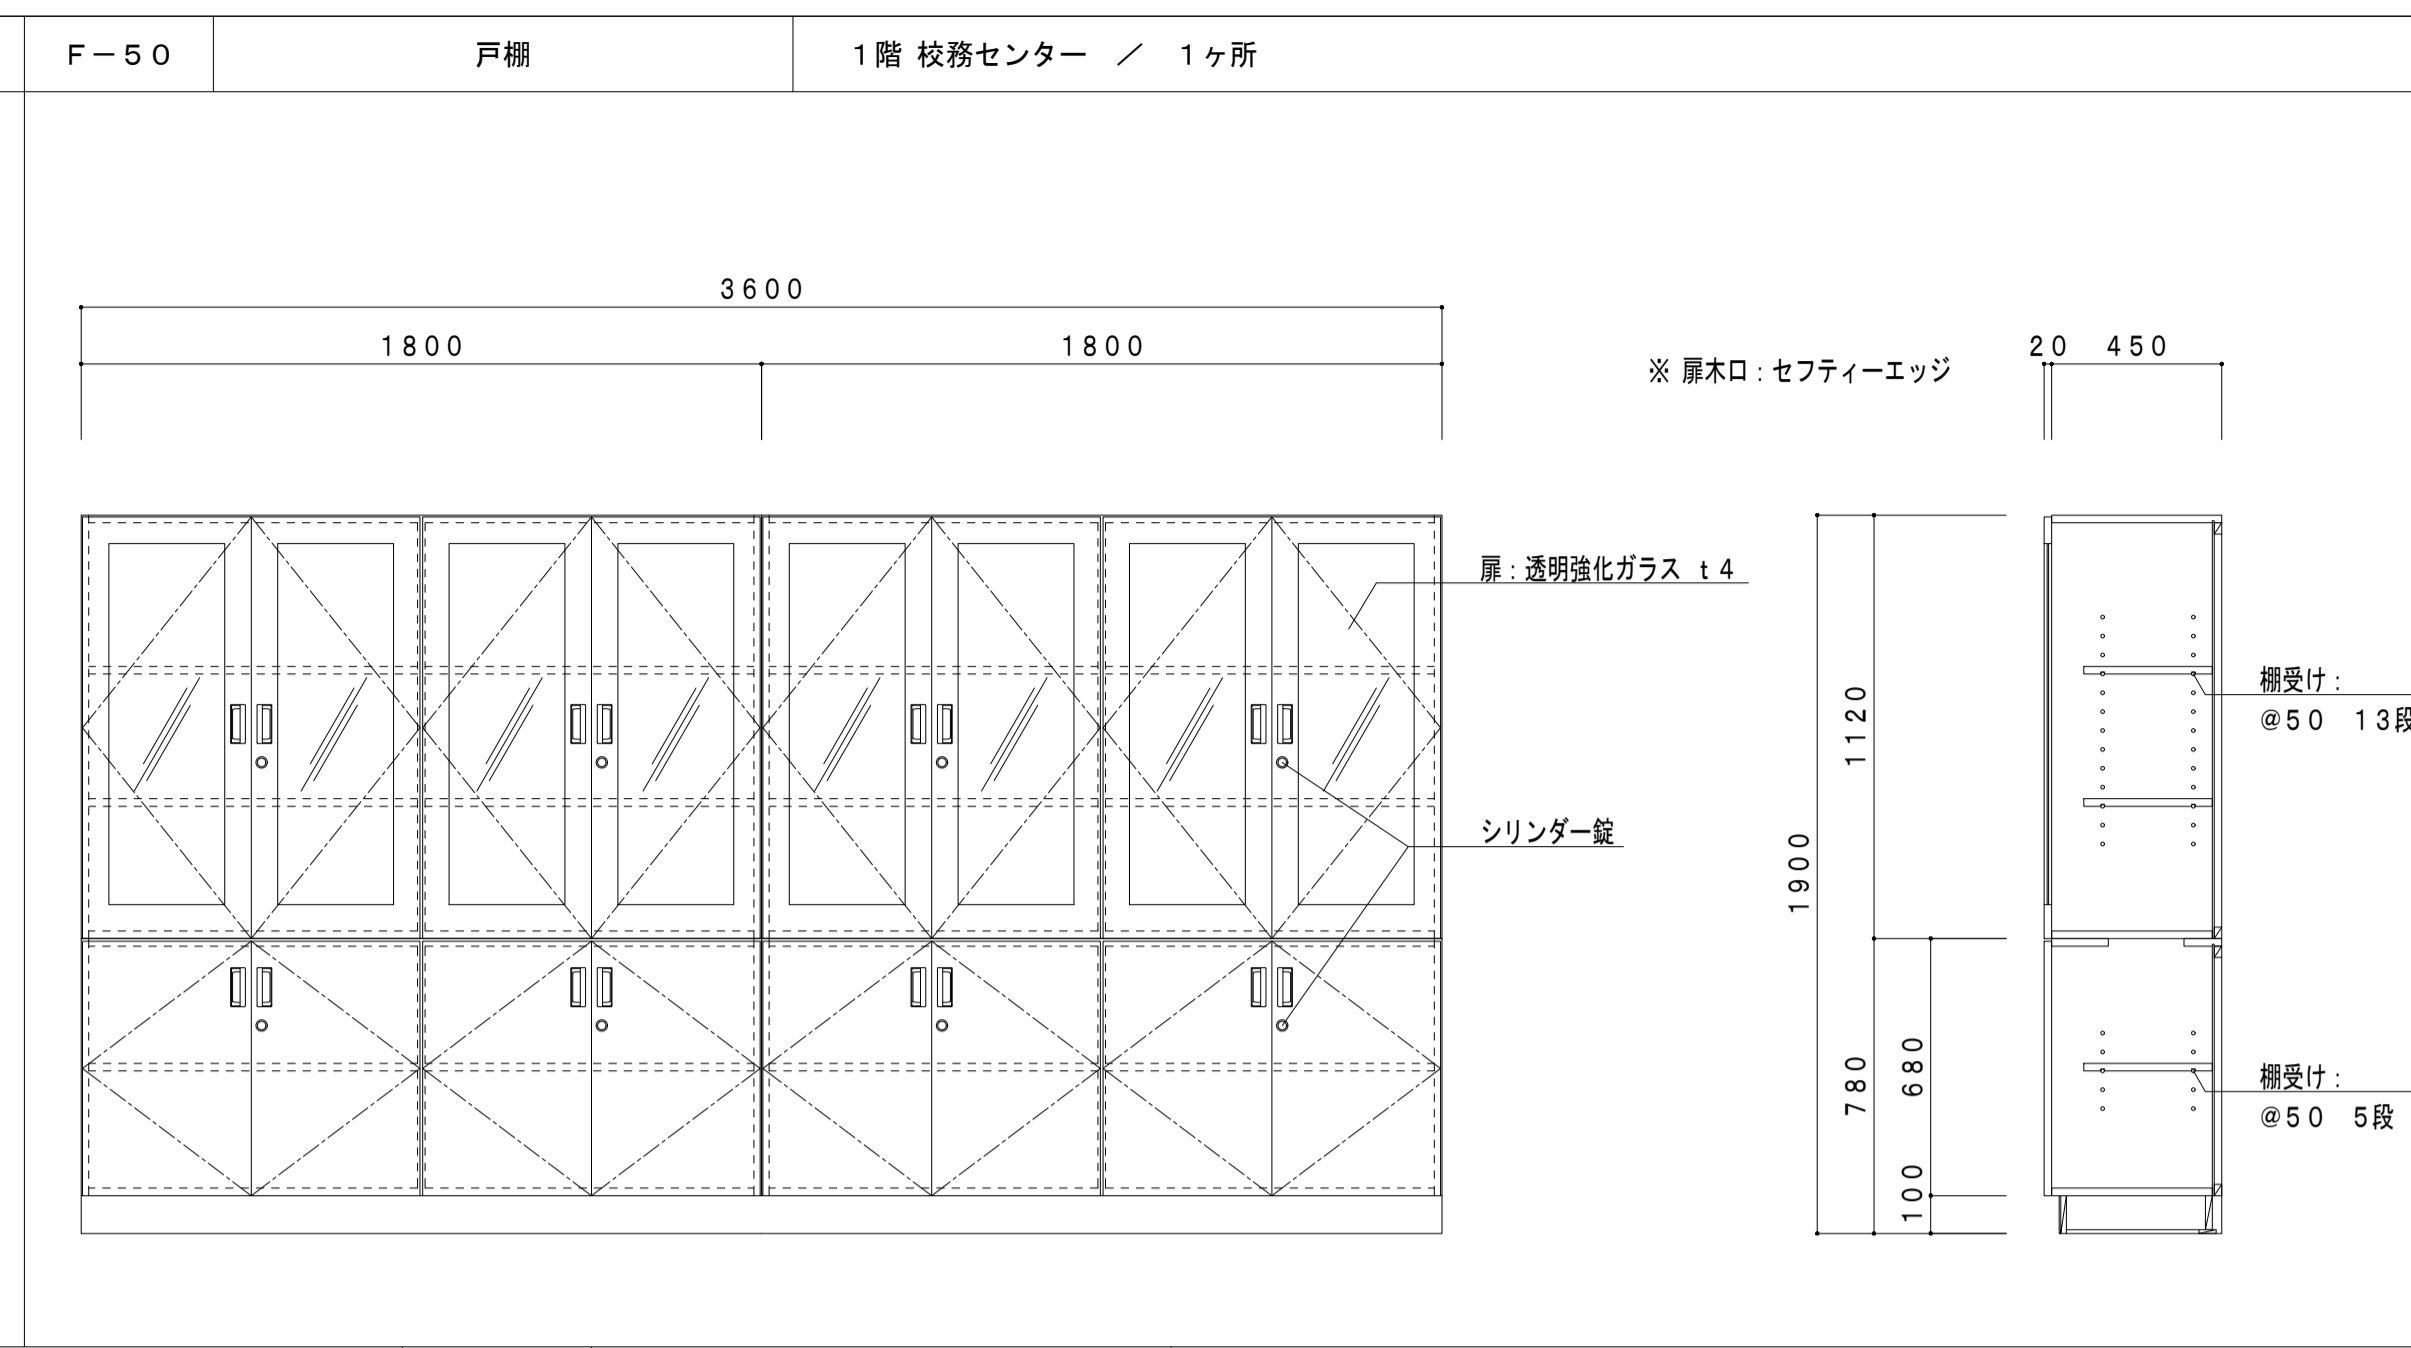 F－50
戸棚
1階 校務センター ／ 1ヶ所
3600
1800
1800
※ 扉木口：セフティーエッジ
20
450
扉：透明強化ガラス t4
シリンダー錠
1900
1120
780
680
100
棚受け：
@50 13段
棚受け：
@50 5段